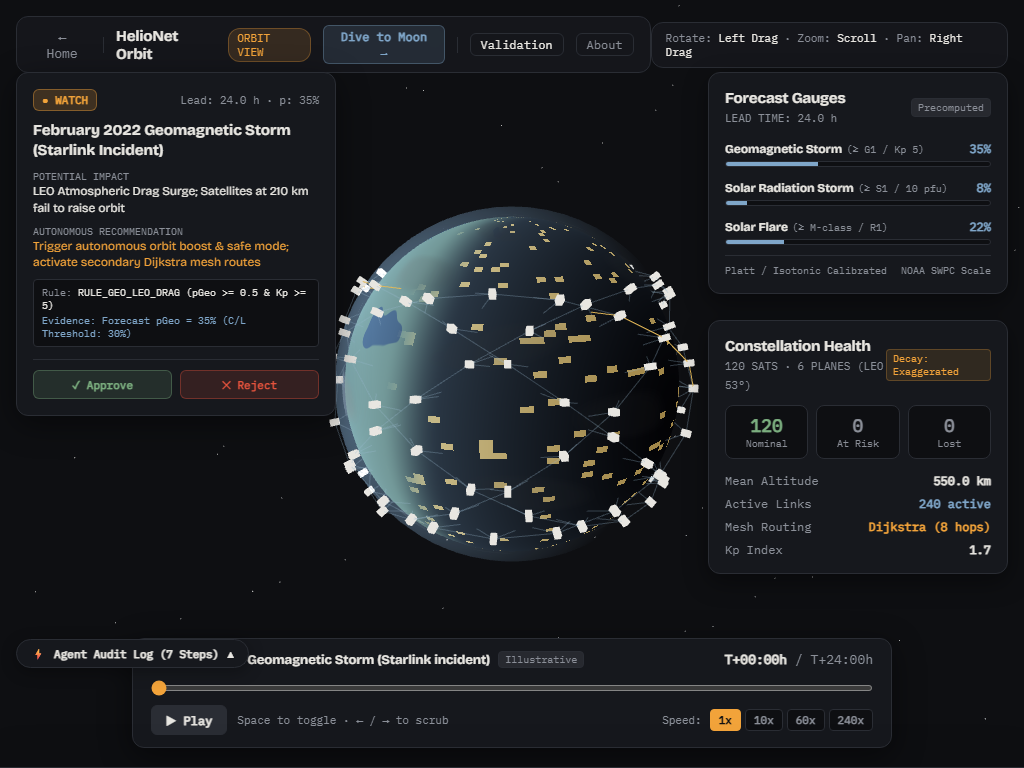 ← Home
HelioNet Orbit
ORBIT VIEW
Dive to Moon →
Validation
About
Rotate: Left Drag · Zoom: Scroll · Pan: Right Drag
WATCH
Lead: 24.0 h · p: 35%
February 2022 Geomagnetic Storm
(Starlink Incident)
POTENTIAL IMPACT
LEO Atmospheric Drag Surge; Satellites at 210 km
fail to raise orbit
AUTONOMOUS RECOMMENDATION
Trigger autonomous orbit boost & safe mode;
activate secondary Dijkstra mesh routes
Rule: RULE_GEO_LEO_DRAG (pGeo >= 0.5 & Kp >=
5)
Evidence: Forecast pGeo = 35% (C/L
Threshold: 30%)
✓ Approve
✕ Reject
Forecast Gauges
LEAD TIME: 24.0 h
Precomputed
Geomagnetic Storm (≥ G1 / Kp 5) 35%
Solar Radiation Storm (≥ S1 / 10 pfu) 8%
Solar Flare (≥ M-class / R1) 22%
Platt / Isotonic Calibrated NOAA SWPC Scale
Constellation Health
120 SATS · 6 PLANES (LEO
53°)
Decay:
Exaggerated
120 0 0
Nominal At Risk Lost
Mean Altitude 550.0 km
Active Links 240 active
Mesh Routing Dijkstra (8 hops)
Kp Index 1.7
Agent Audit Log (7 Steps) ▲
Geomagnetic Storm (Starlink incident) Illustrative T+00:00h / T+24:00h
▶ Play Space to toggle · ← / → to scrub Speed: 1x 10x 60x 240x